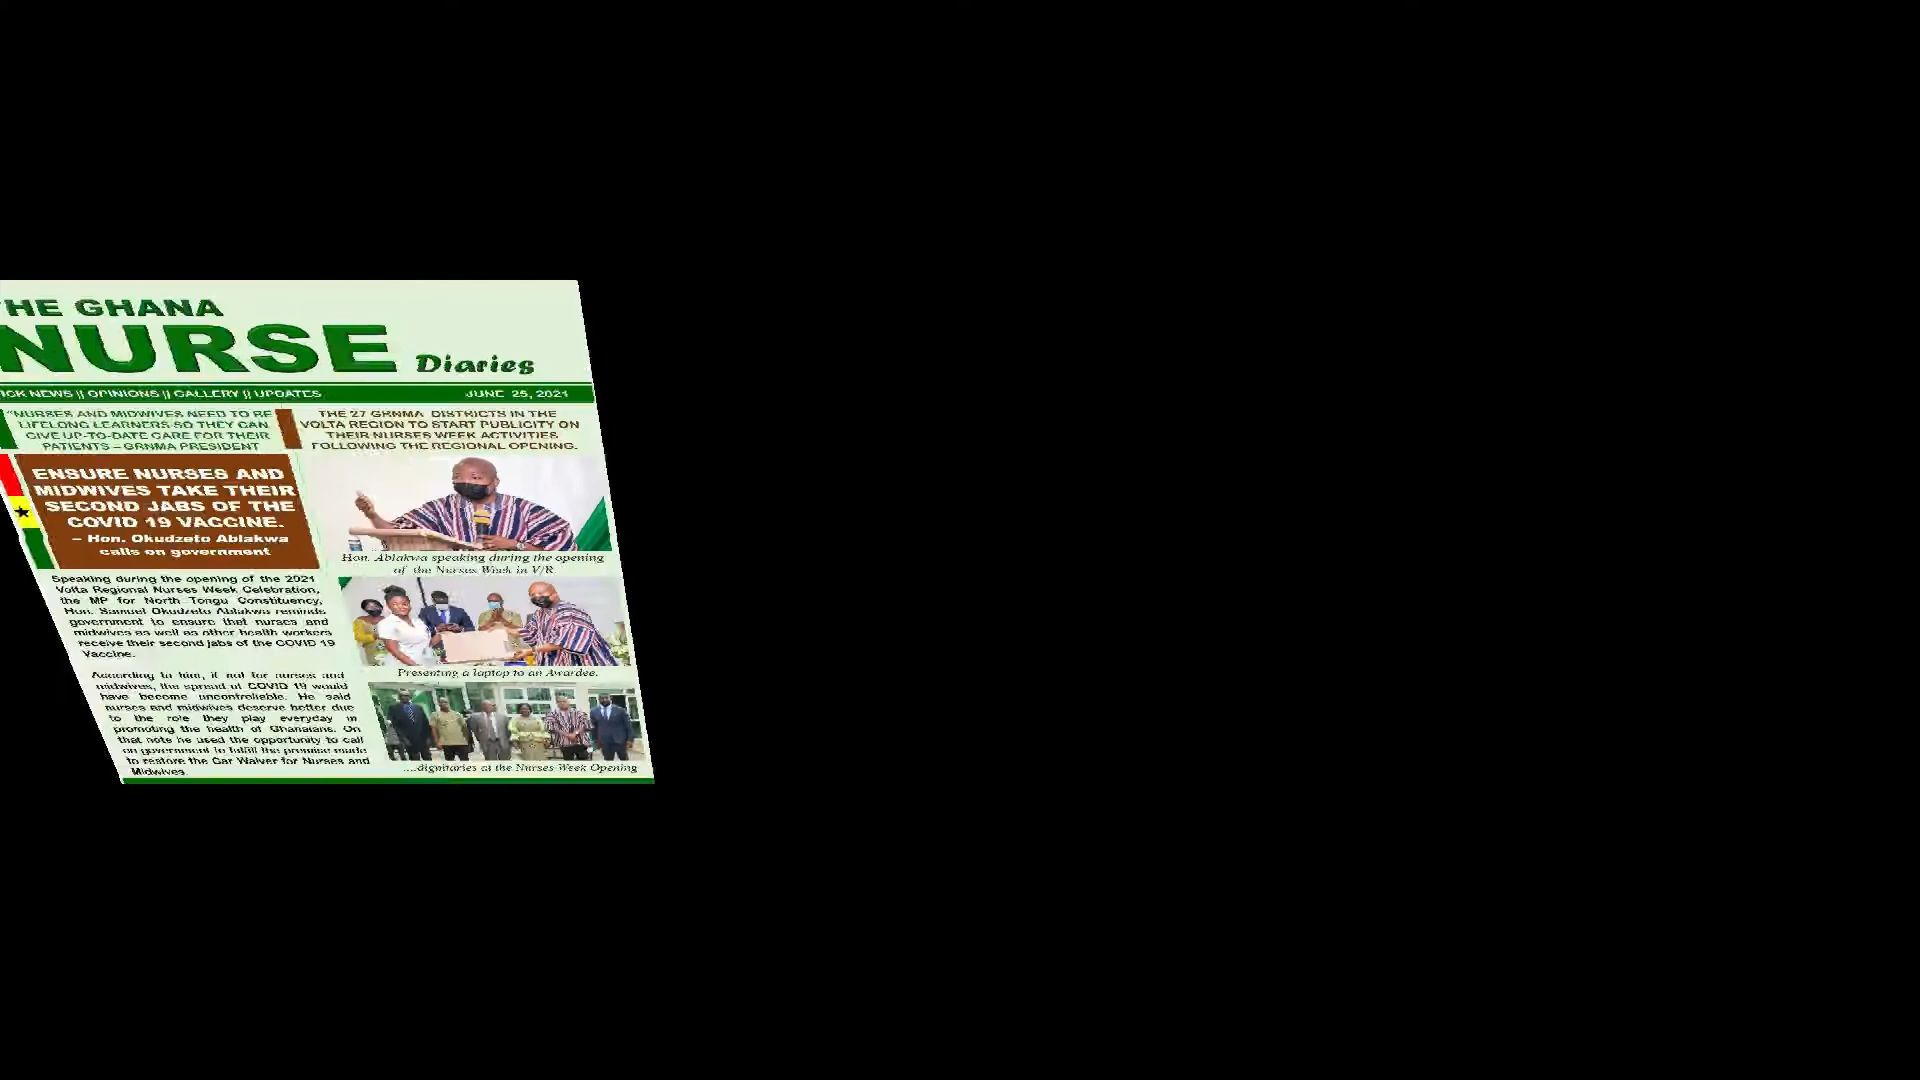 HE GHANA
NURSE Diaries
ICK NEWS || OPINIONS || GALLERY || UPDATES
JUNE 25, 2021
"NURSES AND MIDWIVES NEED TO BE
LIFELONG LEARNERS SO THEY CAN
GIVE UP-TO-DATE CARE FOR THEIR
PATIENTS – GRNMA PRESIDENT
THE 27 GRNMA DISTRICTS IN THE
VOLTA REGION TO START PUBLICITY ON
THEIR NURSES WEEK ACTIVITIES
FOLLOWING THE REGIONAL OPENING.
ENSURE NURSES AND
MIDWIVES TAKE THEIR
SECOND JABS OF THE
COVID 19 VACCINE.
– Hon. Okudzeto Ablakwa
calls on government
Speaking during the opening of the 2021
Volta Regional Nurses Week Celebration,
the MP for North Tongu Constituency,
Hon. Samuel Okudzeto Ablakwa reminds
government to ensure that nurses and
midwives as well as other health workers
receive their second jabs of the COVID 19
Vaccine.
According to him, if not for nurses and
midwives, the spread of COVID 19 would
have become uncontrollable. He said
nurses and midwives deserve better due
to the role they play everyday in
promoting the health of Ghanaians. On
that note he used the opportunity to call
on government to fulfill the promise made
to restore the Car Waiver for Nurses and
Midwives.
Hon. Ablakwa speaking during the opening
of the Nurses Week in V/R.
Presenting a laptop to an Awardee.
....dignitaries at the Nurses Week Opening